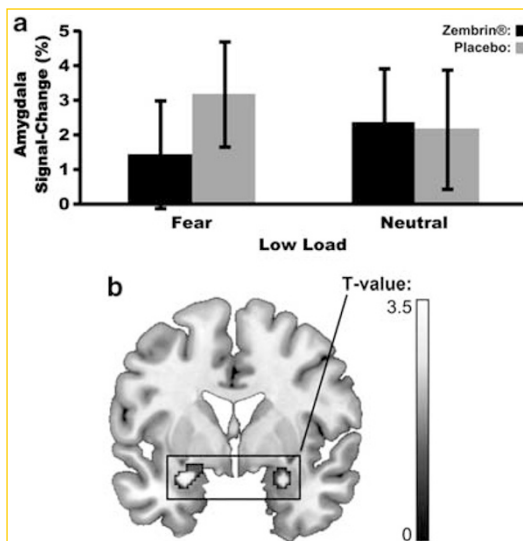 a
Zembrin®:
Placebo:
Amygdala
Signal-Change (%)
5
4
3
2
1
0
Fear
Neutral
Low Load
b
T-value:
3.5
0